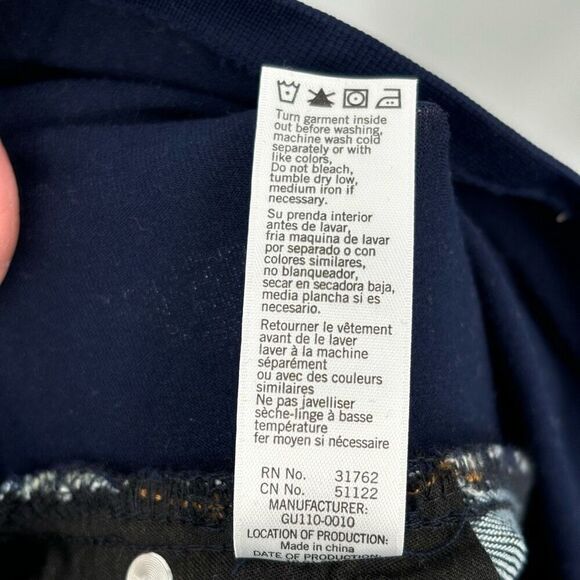 Turn garment inside
out before washing,
machine wash cold
separately or with
like colors,
Do not bleach,
tumble dry low,
medium iron if
necessary.
Su prenda interior
antes de lavar,
fria maquina de lavar
por separado o con
colores similares,
no blanqueador,
secar en secadora baja,
media plancha si es
necesario.
Retourner le vêtement
avant de le laver
laver à la machine
séparément
ou avec des couleurs
similaires
Ne pas javelliser
sèche-linge à basse
température
fer moyen si nécessaire
RN No. 31762
CN No. 51122
MANUFACTURER:
GU110-0010
LOCATION OF PRODUCTION:
Made in china
DATE OF PRODUCTION: